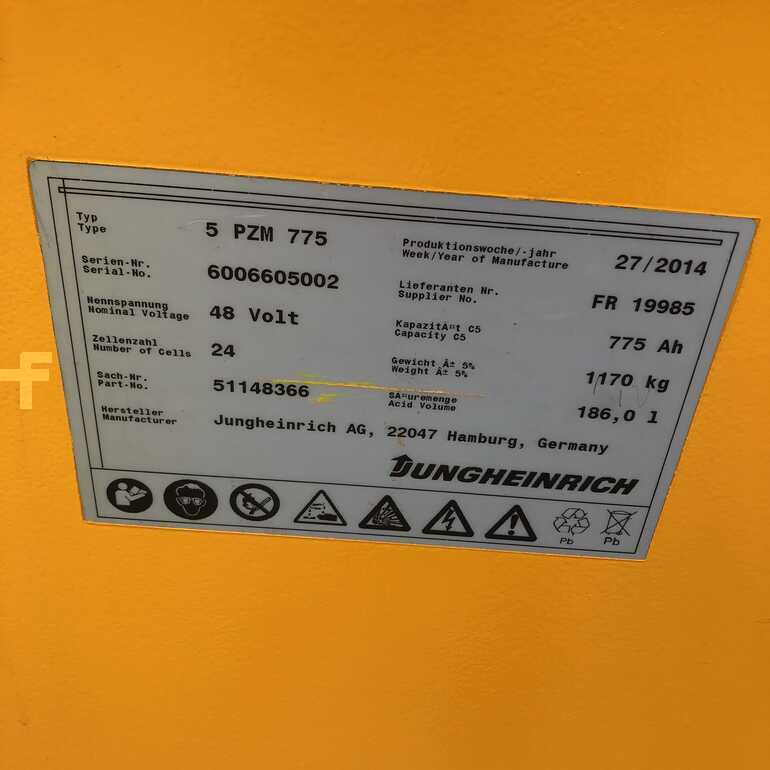 Typ
Type
5 PZM 775
Produktionswoche/-jahr
Week/Year of Manufacture
27/2014
Serien-Nr.
Serial-No.
6006605002
Lieferanten Nr.
Supplier No.
FR 19985
Nennspannung
Nominal Voltage
48 Volt
KapazitÃ¤t C5
Capacity C5
775 Ah
Zellenzahl
Number of Cells
24
Gewicht Â± 5%
Weight Â± 5%
1170 kg
Sach-Nr.
Part-No.
51148366
SÃ¤uremenge
Acid Volume
186,0 l
Hersteller
Manufacturer
Jungheinrich AG, 22047 Hamburg, Germany
JUNGHEINRICH
Pb
Pb